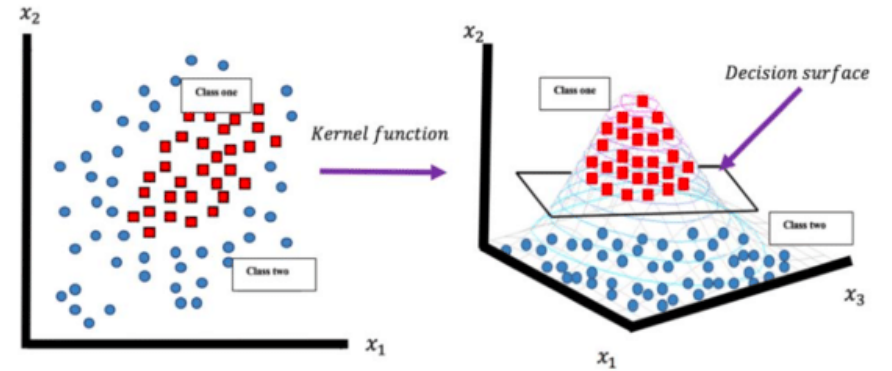 x₂
Class one
Class two
x₁
Kernel function
x₂
Class one
Decision surface
Class two
x₃
x₁